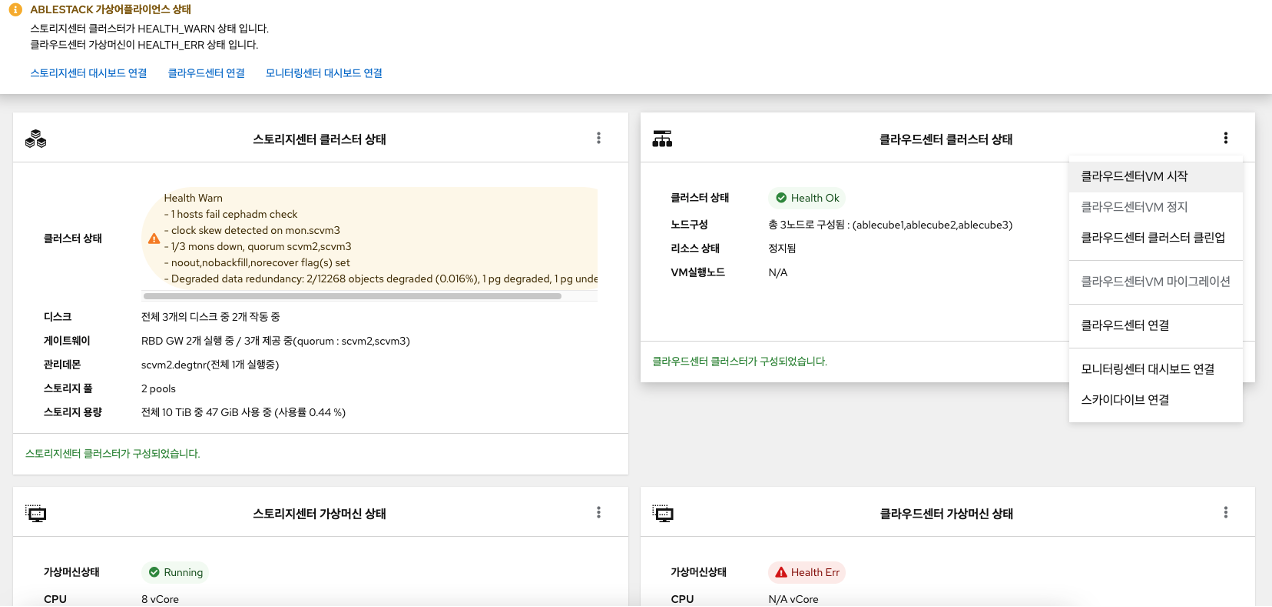 ABLESTACK 가상어플라이언스 상태
스토리지센터 클러스터가 HEALTH_WARN 상태 입니다.
클라우드센터 가상머신이 HEALTH_ERR 상태 입니다.
스토리지센터 대시보드 연결 클라우드센터 연결 모니터링센터 대시보드 연결
스토리지센터 클러스터 상태
클러스터 상태
Health Warn
- 1 hosts fail cephadm check
- clock skew detected on mon.scvm3
- 1/3 mons down, quorum scvm2,scvm3
- noout,nobackfill,norecover flag(s) set
- Degraded data redundancy: 2/12268 objects degraded (0.016%), 1 pg degraded, 1 pg unde
디스크 전체 3개의 디스크 중 2개 작동 중
게이트웨이 RBD GW 2개 실행 중 / 3개 제공 중(quorum : scvm2,scvm3)
관리데몬 scvm2.degtnr(전체 1개 실행중)
스토리지 풀 2 pools
스토리지 용량 전체 10 TiB 중 47 GiB 사용 중 (사용률 0.44 %)
스토리지센터 클러스터가 구성되었습니다.
클라우드센터 클러스터 상태
클러스터 상태 Health Ok
노드구성 총 3노드로 구성됨 : (ablecube1,ablecube2,ablecube3)
리소스 상태 정지됨
VM실행노드 N/A
클라우드센터 클러스터가 구성되었습니다.
클라우드센터VM 시작
클라우드센터VM 정지
클라우드센터 클러스터 클린업
클라우드센터VM 마이그레이션
클라우드센터 연결
모니터링센터 대시보드 연결
스카이다이브 연결
스토리지센터 가상머신 상태
가상머신상태 Running
CPU 8 vCore
클라우드센터 가상머신 상태
가상머신상태 Health Err
CPU N/A vCore